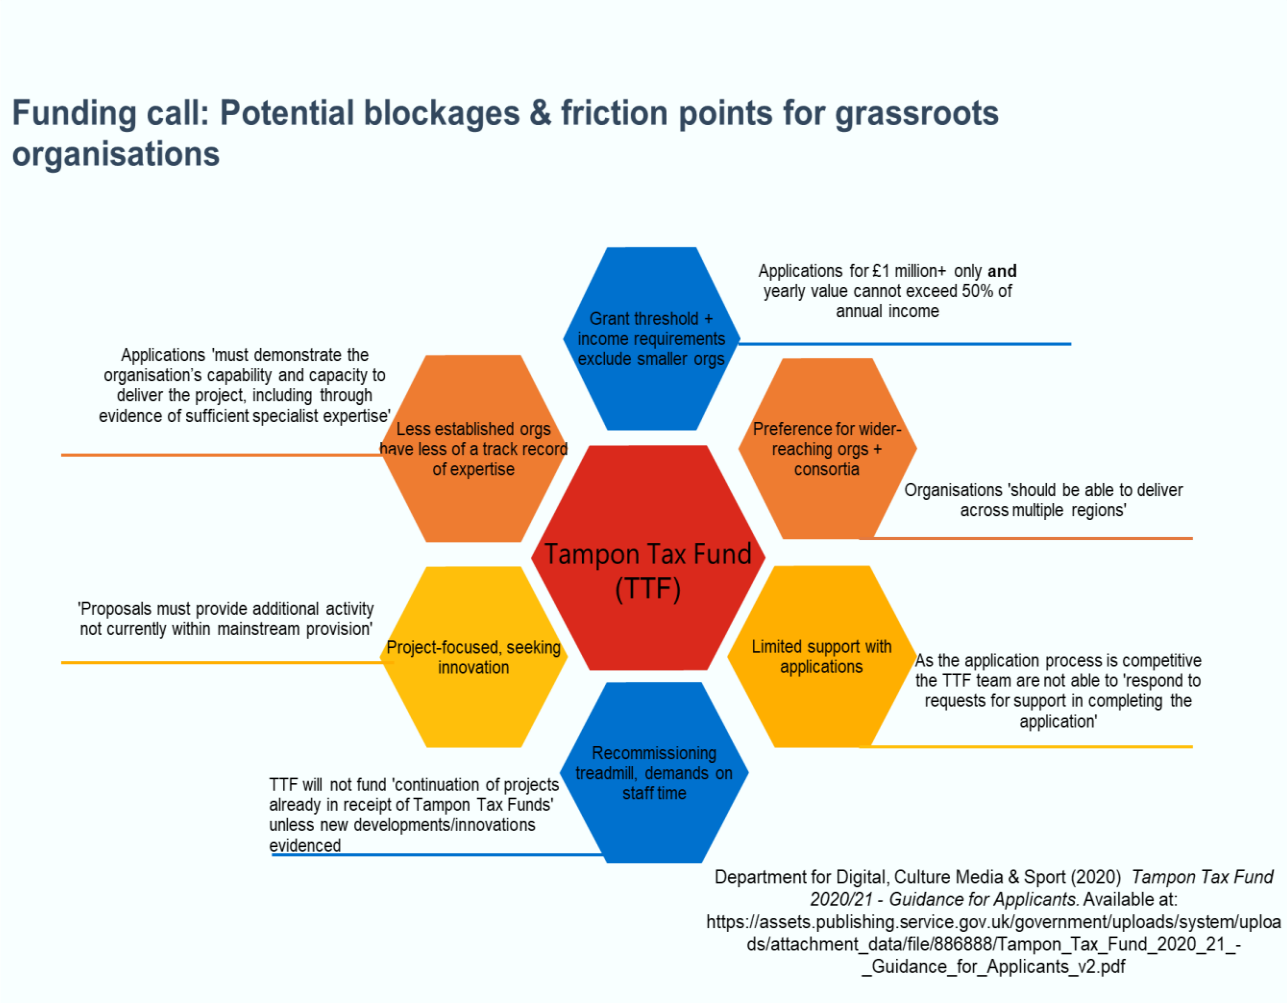 Funding call: Potential blockages & friction points for grassroots
organisations
Applications for £1 million+ only and
yearly value cannot exceed 50% of
annual income
Grant threshold +
income requirements
exclude smaller orgs
Applications 'must demonstrate the
organisation's capability and capacity to
deliver the project, including through
evidence of sufficient specialist expertise'
Less established orgs
have less of a track record
of expertise
Preference for wider-
reaching orgs +
consortia
Organisations 'should be able to deliver
across multiple regions'
Tampon Tax Fund
(TTF)
'Proposals must provide additional activity
not currently within mainstream provision'
Project-focused, seeking
innovation
Limited support with
applications
As the application process is competitive
the TTF team are not able to 'respond to
requests for support in completing the
application'
Recommissioning
treadmill, demands on
staff time
TTF will not fund 'continuation of projects
already in receipt of Tampon Tax Funds'
unless new developments/innovations
evidenced
Department for Digital, Culture Media & Sport (2020) Tampon Tax Fund
2020/21 - Guidance for Applicants. Available at:
https://assets.publishing.service.gov.uk/government/uploads/system/uploa
ds/attachment_data/file/886888/Tampon_Tax_Fund_2020_21_-
_Guidance_for_Applicants_v2.pdf